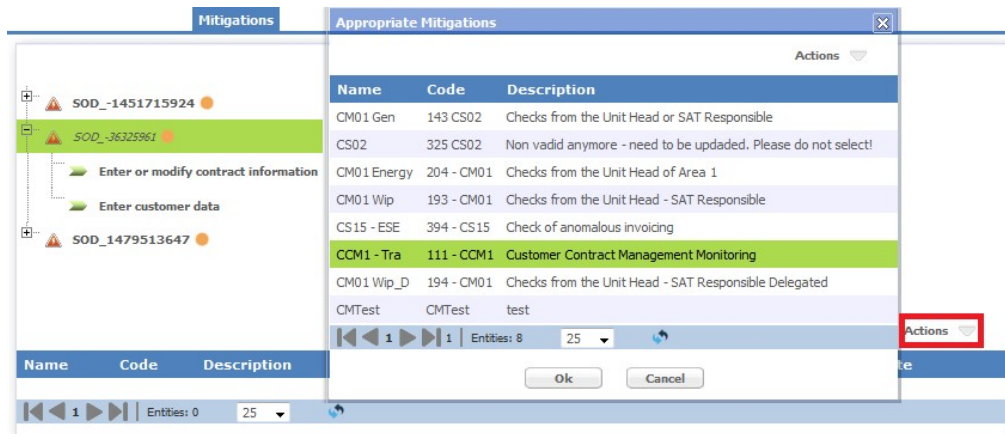 Mitigations
SOD_-1451715924
SOD_-36325961
Enter or modify contract information
Enter customer data
SOD_1479513647
Appropriate Mitigations
Actions
Name Code Description
CM01 Gen 143 CS02 Checks from the Unit Head or SAT Responsible
CS02 325 CS02 Non vadid anymore - need to be updaded. Please do not select!
CM01 Energy 204 - CM01 Checks from the Unit Head of Area 1
CM01 Wip 193 - CM01 Checks from the Unit Head - SAT Responsible
CS15 - ESE 394 - CS15 Check of anomalous invoicing
CCM1 - Tra 111 - CCM1 Customer Contract Management Monitoring
CM01 Wip_D 194 - CM01 Checks from the Unit Head - SAT Responsible Delegated
CMTest CMTest test
1 1 Entities: 8 25
Ok Cancel
Actions
Name Code Description
1 Entities: 0 25